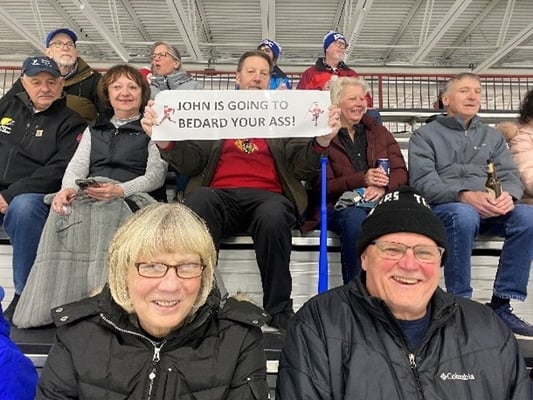 JOHN IS GOING TO
BEDARD YOUR ASS!
Columbia